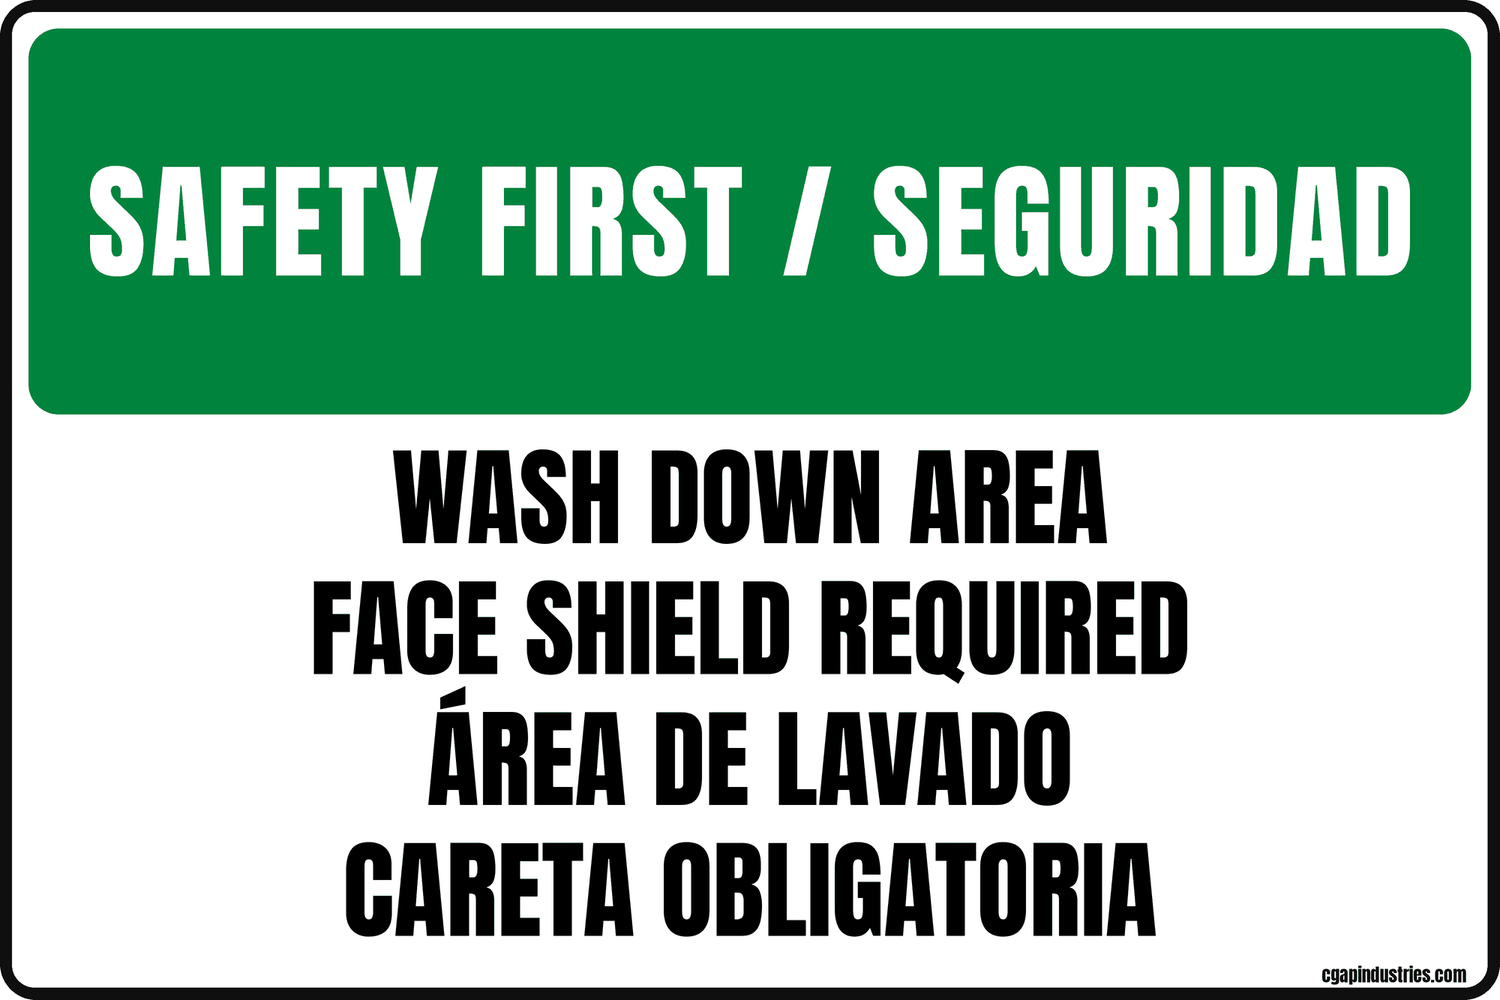 SAFETY FIRST / SEGURIDAD
WASH DOWN AREA
FACE SHIELD REQUIRED
ÁREA DE LAVADO
CARETA OBLIGATORIA
cgapindustries.com